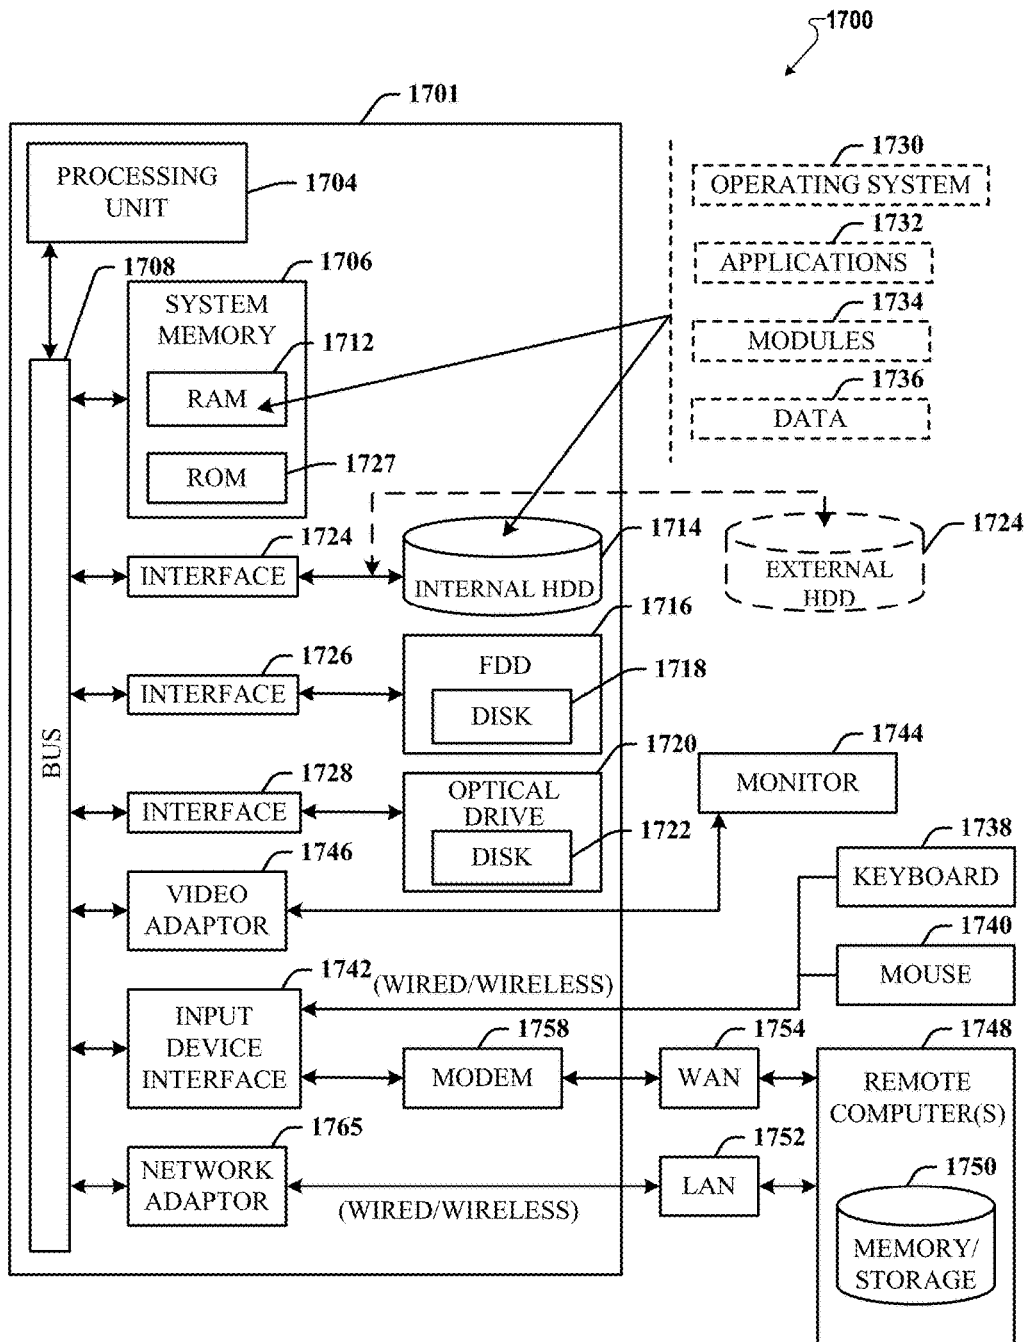 1700
1701
PROCESSING
UNIT
1704
1730
OPERATING SYSTEM
1732
APPLICATIONS
1734
MODULES
1736
DATA
1708
1706
SYSTEM
MEMORY
1712
RAM
ROM
1727
1724
INTERFACE
1714
INTERNAL HDD
1724
EXTERNAL
HDD
1716
FDD
1726
INTERFACE
1718
DISK
BUS
1720
OPTICAL
DRIVE
1728
INTERFACE
1722
DISK
1744
MONITOR
1746
VIDEO
ADAPTOR
1738
KEYBOARD
1740
MOUSE
1742
(WIRED/WIRELESS)
INPUT
DEVICE
INTERFACE
1758
MODEM
1754
WAN
1748
REMOTE
COMPUTER(S)
1765
NETWORK
ADAPTOR
(WIRED/WIRELESS)
1752
LAN
1750
MEMORY/
STORAGE